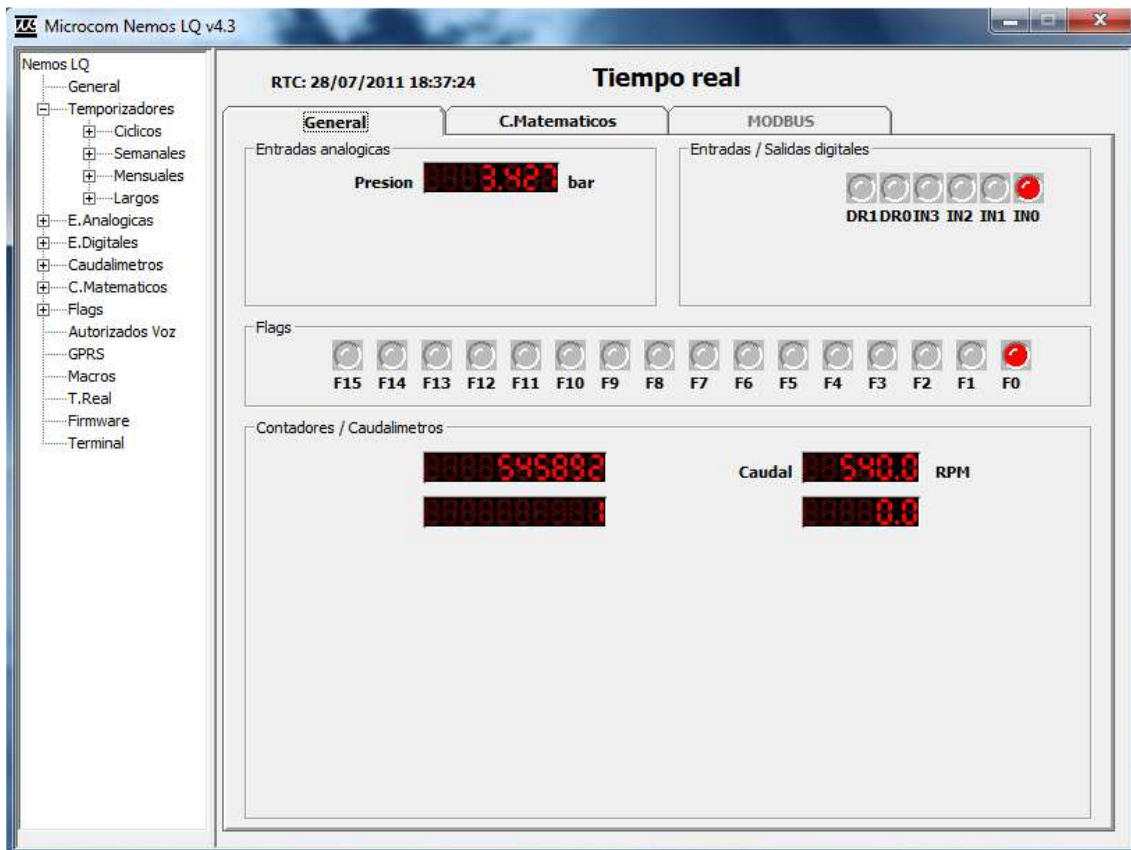 Microcom Nemos LQ v4.3
Nemos LQ
General
Temporizadores
Ciclicos
Semanales
Mensuales
Largos
E.Analogicas
E.Digitales
Caudalimetros
C.Matematicos
Flags
Autorizados Voz
GPRS
Macros
T.Real
Firmware
Terminal
RTC: 28/07/2011 18:37:24
Tiempo real
General C.Matematicos MODBUS
Entradas analogicas
Presion 3.427 bar
Entradas / Salidas digitales
DR1 DR0 IN3 IN2 IN1 IN0
Flags
F15 F14 F13 F12 F11 F10 F9 F8 F7 F6 F5 F4 F3 F2 F1 F0
Contadores / Caudalimetros
545892 Caudal 540.0 RPM
1 0.0